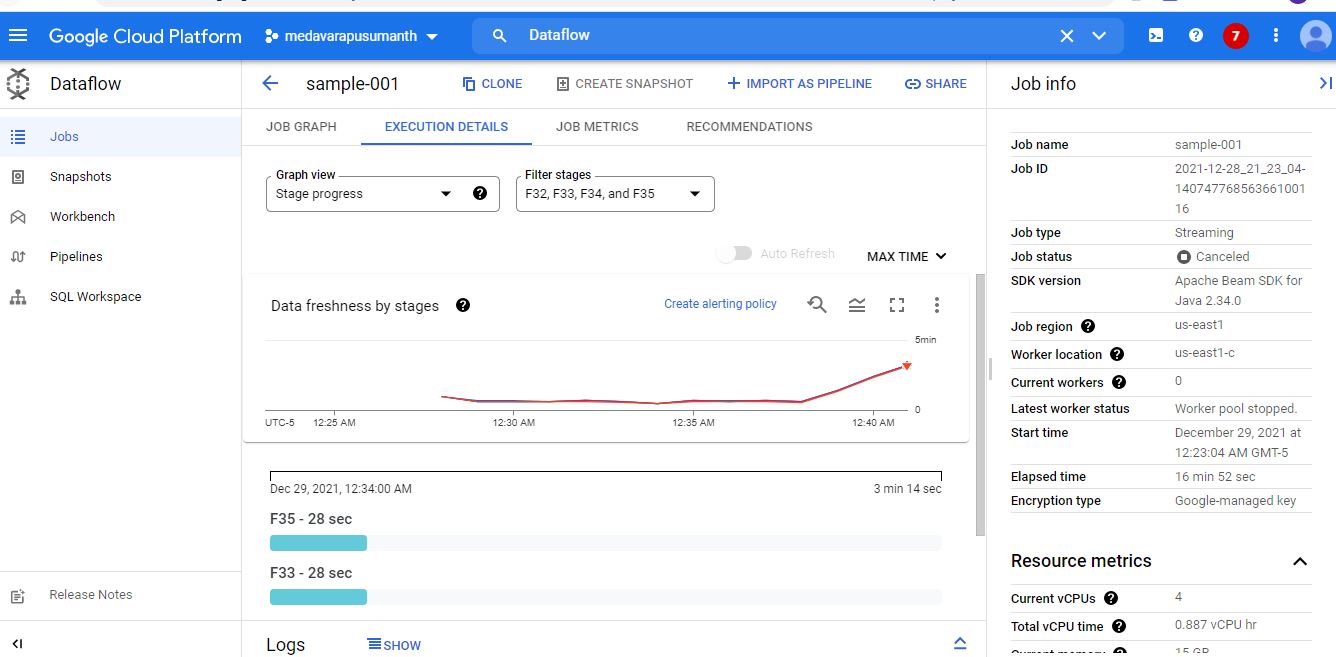 Google Cloud Platform
medavarapusumanth
Dataflow
7
Dataflow
sample-001
CLONE
CREATE SNAPSHOT
IMPORT AS PIPELINE
SHARE
Job info
Jobs
Snapshots
Workbench
Pipelines
SQL Workspace
Release Notes
JOB GRAPH
EXECUTION DETAILS
JOB METRICS
RECOMMENDATIONS
Graph view
Stage progress
Filter stages
F32, F33, F34, and F35
Auto Refresh
MAX TIME
Data freshness by stages
Create alerting policy
5min
0
UTC-5
12:25 AM
12:30 AM
12:35 AM
12:40 AM
Dec 29, 2021, 12:34:00 AM
3 min 14 sec
F35 - 28 sec
F33 - 28 sec
Logs
SHOW
Job name sample-001
Job ID 2021-12-28_21_23_04-
140747768563661001
16
Job type Streaming
Job status Canceled
SDK version Apache Beam SDK for
Java 2.34.0
Job region us-east1
Worker location us-east1-c
Current workers 0
Latest worker status Worker pool stopped.
Start time December 29, 2021 at
12:23:04 AM GMT-5
Elapsed time 16 min 52 sec
Encryption type Google-managed key
Resource metrics
Current vCPUs 4
Total vCPU time 0.887 vCPU hr
Current memory 15 GB